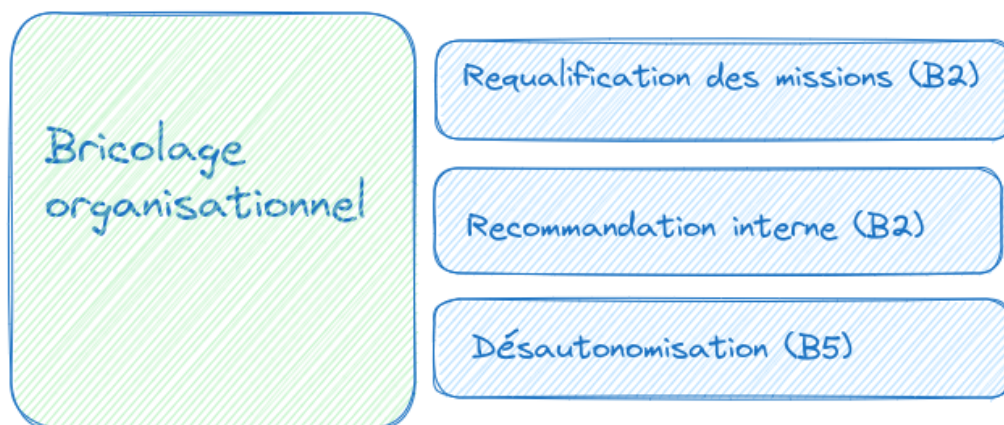 Bricolage
organisationnel
Requalification des missions (B2)
Recommandation interne (B2)
Désautonomisation (B5)